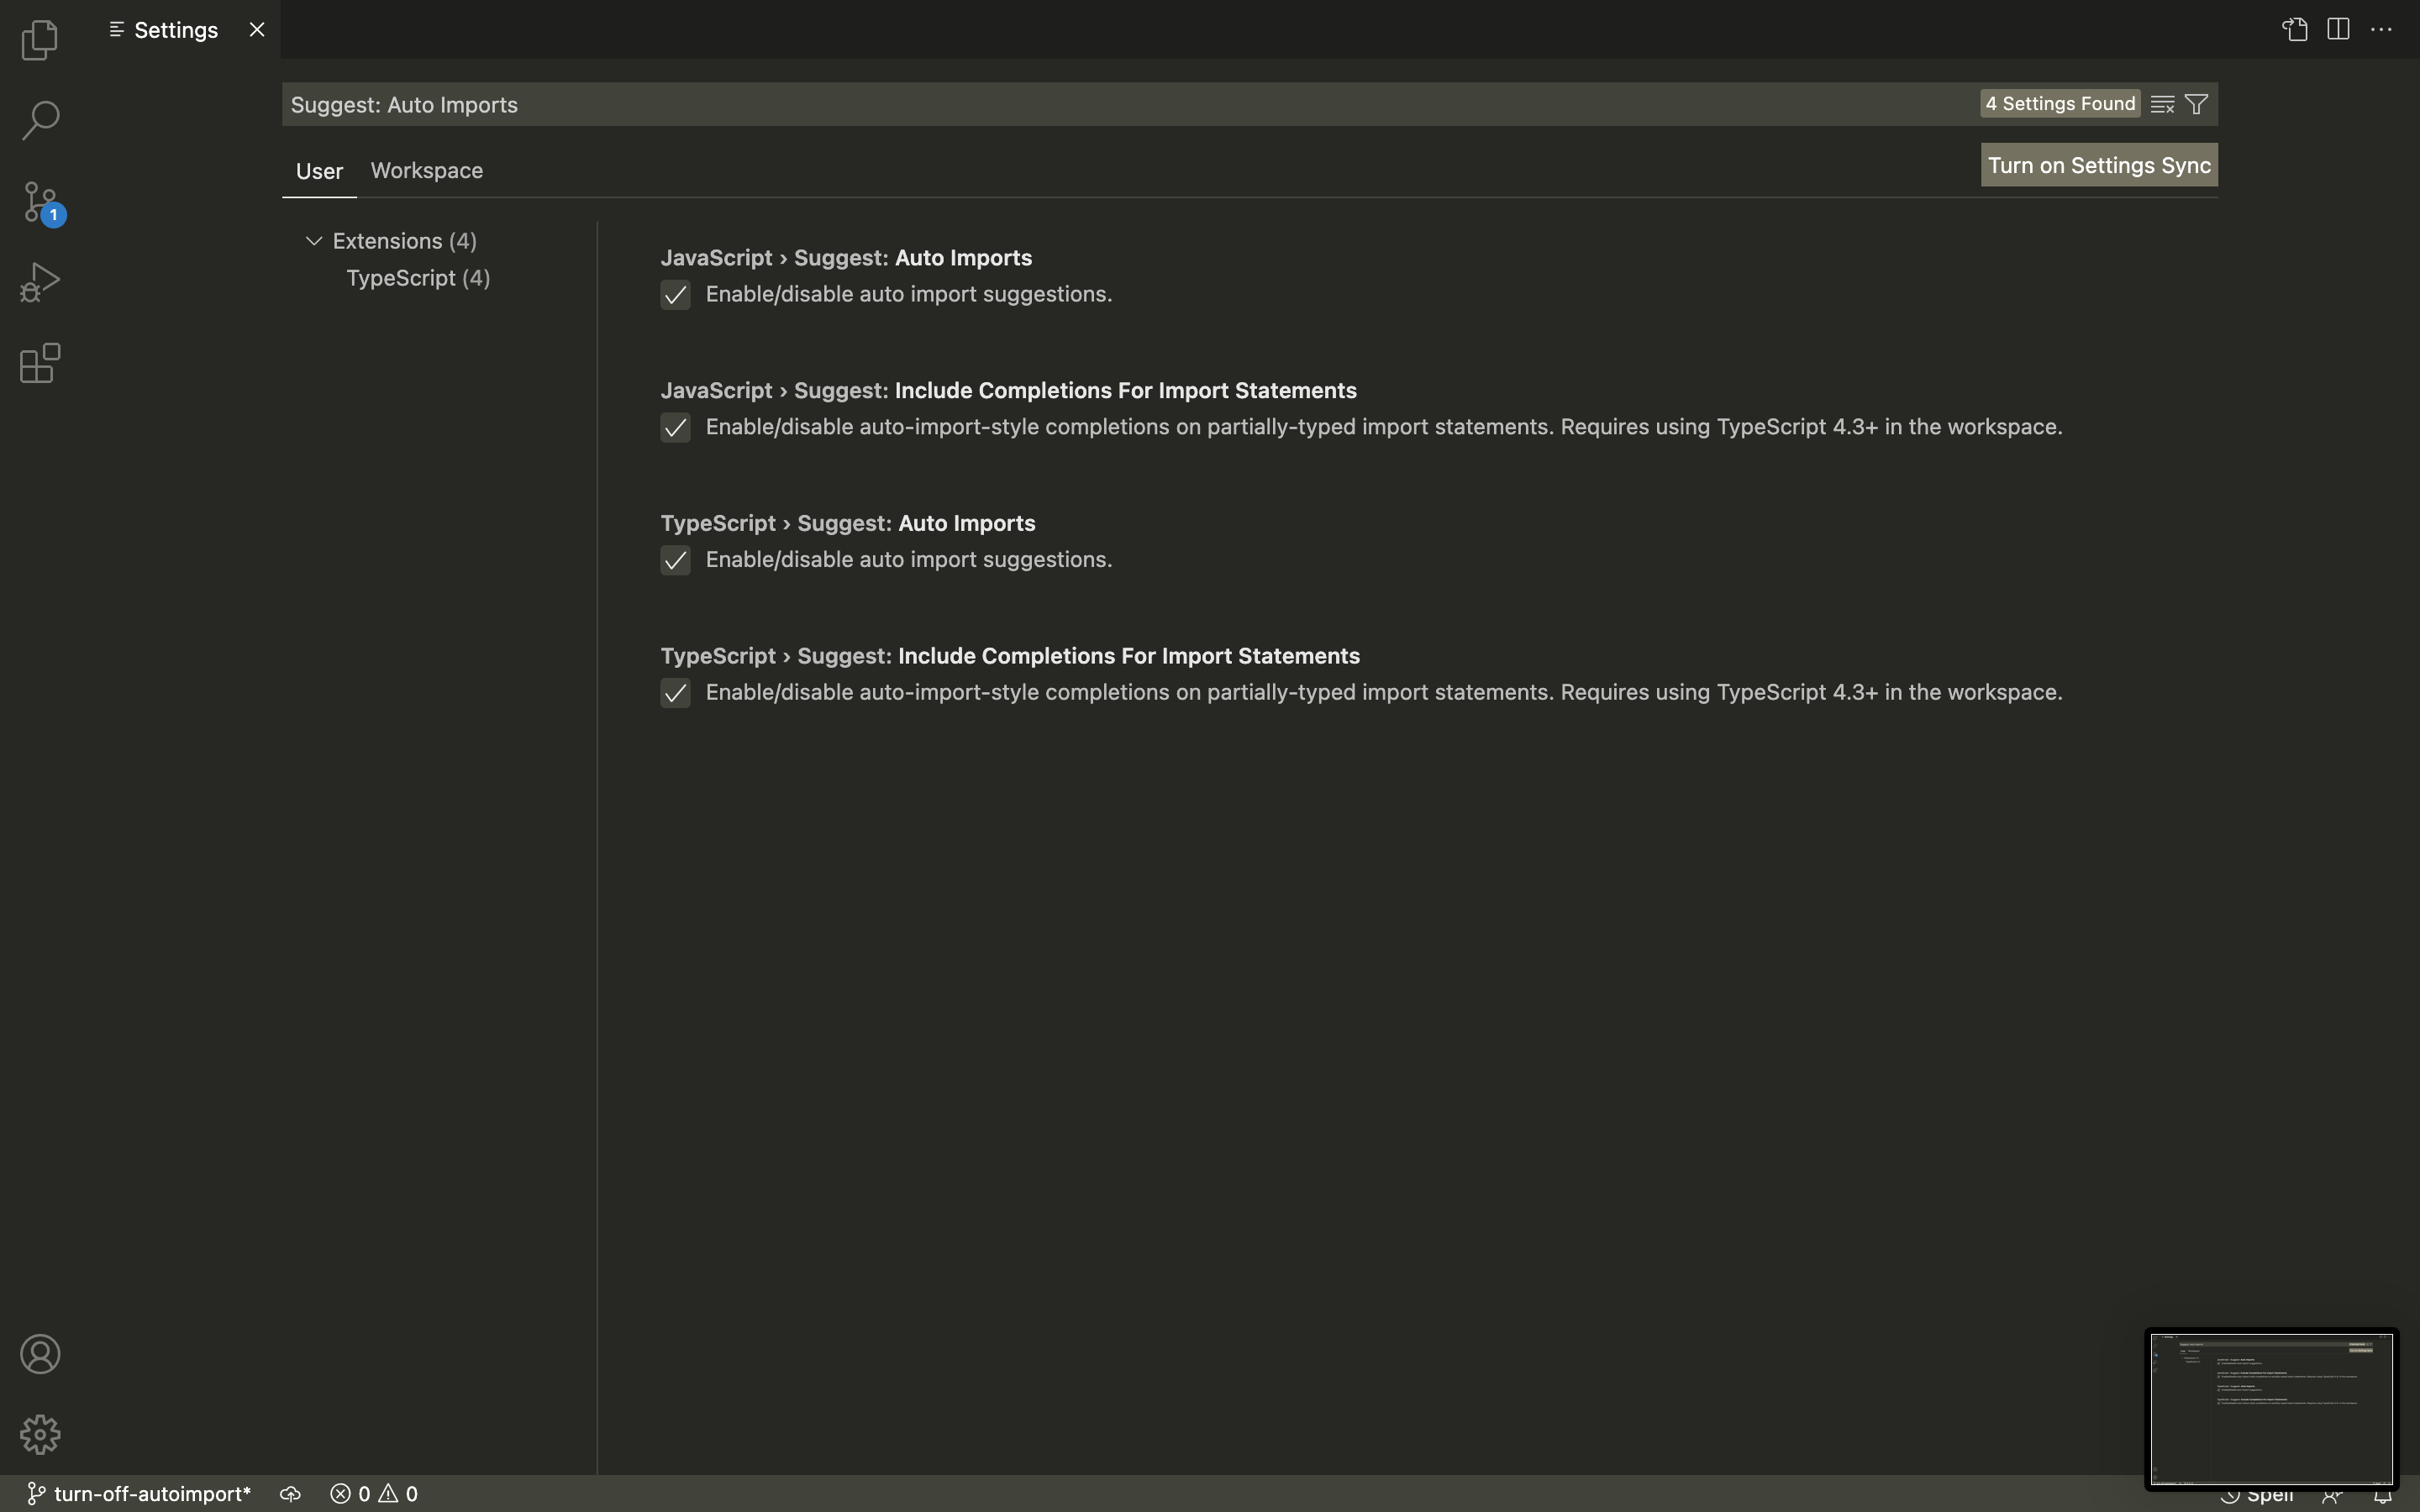 Settings
Suggest: Auto Imports
4 Settings Found
User
Workspace
Turn on Settings Sync
1
Extensions (4)
TypeScript (4)
JavaScript › Suggest: Auto Imports
Enable/disable auto import suggestions.
JavaScript › Suggest: Include Completions For Import Statements
Enable/disable auto-import-style completions on partially-typed import statements. Requires using TypeScript 4.3+ in the workspace.
TypeScript › Suggest: Auto Imports
Enable/disable auto import suggestions.
TypeScript › Suggest: Include Completions For Import Statements
Enable/disable auto-import-style completions on partially-typed import statements. Requires using TypeScript 4.3+ in the workspace.
turn-off-autoimport*
0
0
Spell